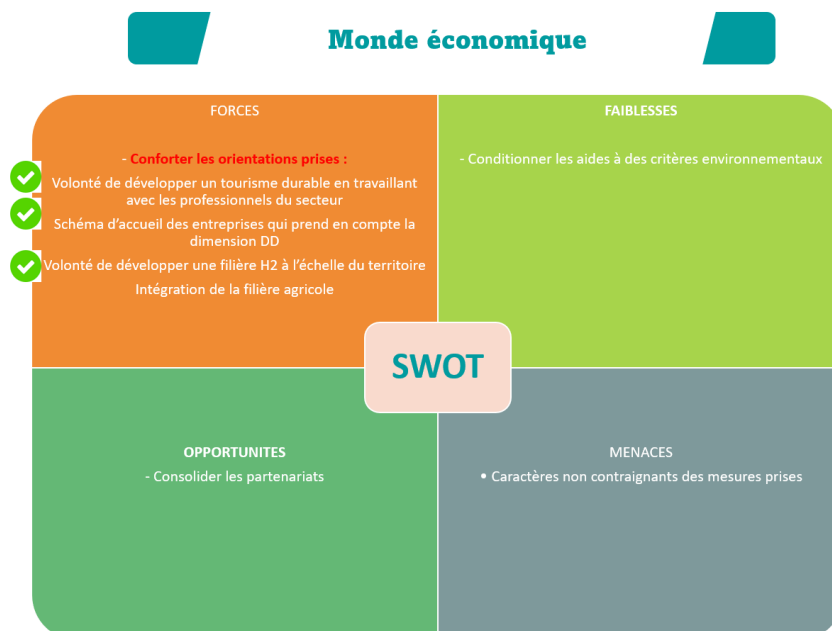 Monde économique
FORCES
- Conforter les orientations prises :
Volonté de développer un tourisme durable en travaillant
avec les professionnels du secteur
Schéma d'accueil des entreprises qui prend en compte la
dimension DD
Volonté de développer une filière H2 à l'échelle du territoire
Intégration de la filière agricole
FAIBLESSES
- Conditionner les aides à des critères environnementaux
SWOT
OPPORTUNITES
- Consolider les partenariats
MENACES
• Caractères non contraignants des mesures prises